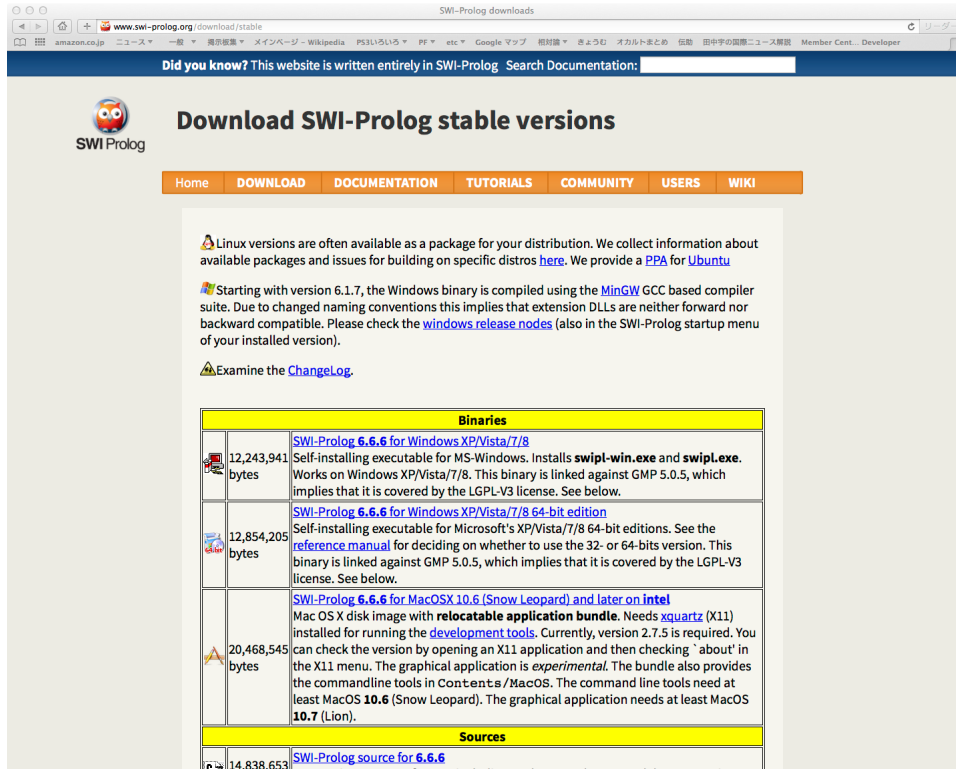 SWI-Prolog downloads
www.swi-prolog.org/download/stable
リーダー
amazon.co.jp ニュース▼ 一般 ▼ 掲示板集▼ メインページ - Wikipedia PS3いろいろ▼ PF▼ etc▼ Google マップ 相対論▼ きょうむ オカルトまとめ 伝助 田中宇の国際ニュース解説 Member Cent... Developer
Did you know? This website is written entirely in SWI-Prolog Search Documentation:
SWI Prolog
Download SWI-Prolog stable versions
Home DOWNLOAD DOCUMENTATION TUTORIALS COMMUNITY USERS WIKI
Linux versions are often available as a package for your distribution. We collect information about
available packages and issues for building on specific distros here. We provide a PPA for Ubuntu
Starting with version 6.1.7, the Windows binary is compiled using the MinGW GCC based compiler
suite. Due to changed naming conventions this implies that extension DLLs are neither forward nor
backward compatible. Please check the windows release nodes (also in the SWI-Prolog startup menu
of your installed version).
Examine the ChangeLog.
Binaries
12,243,941
bytes
SWI-Prolog 6.6.6 for Windows XP/Vista/7/8
Self-installing executable for MS-Windows. Installs swipl-win.exe and swipl.exe.
Works on Windows XP/Vista/7/8. This binary is linked against GMP 5.0.5, which
implies that it is covered by the LGPL-V3 license. See below.
12,854,205
bytes
SWI-Prolog 6.6.6 for Windows XP/Vista/7/8 64-bit edition
Self-installing executable for Microsoft's XP/Vista/7/8 64-bit editions. See the
reference manual for deciding on whether to use the 32- or 64-bits version. This
binary is linked against GMP 5.0.5, which implies that it is covered by the LGPL-V3
license. See below.
20,468,545
bytes
SWI-Prolog 6.6.6 for MacOSX 10.6 (Snow Leopard) and later on intel
Mac OS X disk image with relocatable application bundle. Needs xquartz (X11)
installed for running the development tools. Currently, version 2.7.5 is required. You
can check the version by opening an X11 application and then checking `about' in
the X11 menu. The graphical application is experimental. The bundle also provides
the commandline tools in Contents/MacOS. The command line tools need at
least MacOS 10.6 (Snow Leopard). The graphical application needs at least MacOS
10.7 (Lion).
Sources
14,838,653
SWI-Prolog source for 6.6.6